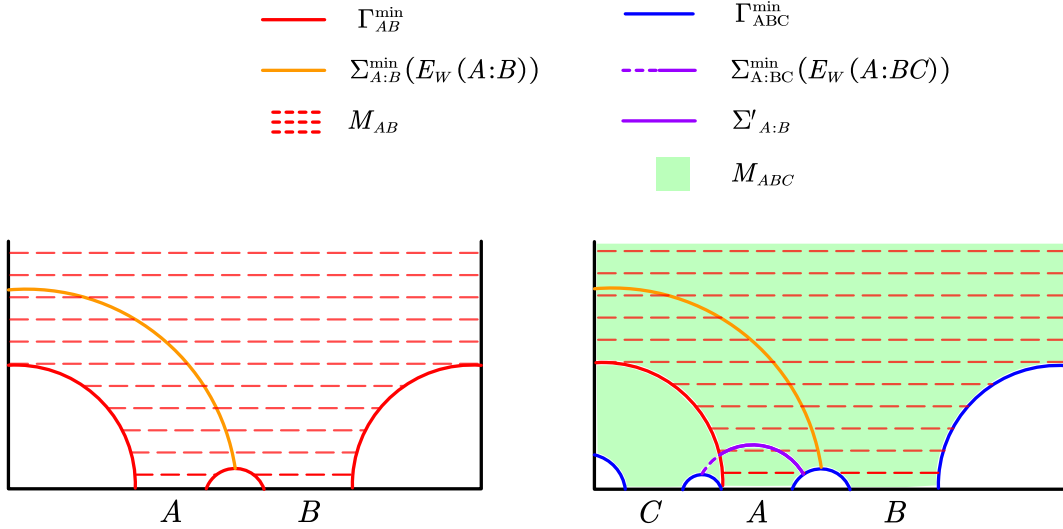 Γ^min_AB
Σ^min_A:B(E_W(A:B))
M_AB
Γ^min_ABC
Σ^min_A:BC(E_W(A:BC))
Σ′_A:B
M_ABC
A B
C A B